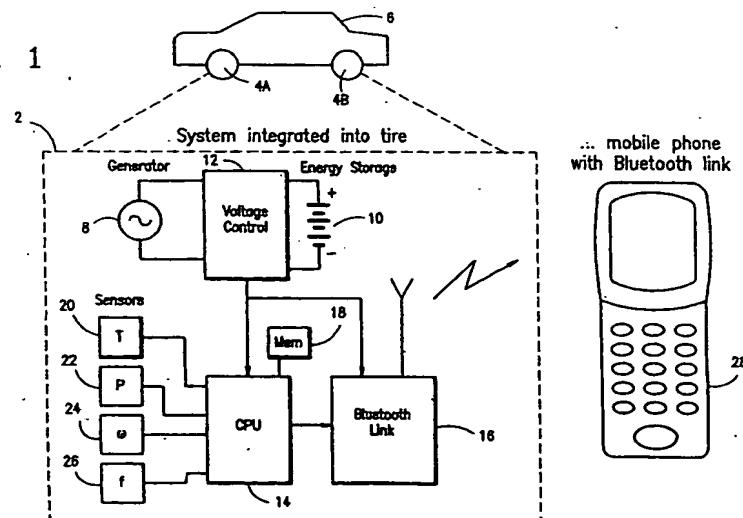 1
6
4A
4B
2
System integrated into tire
... mobile phone
with Bluetooth link
Generator
12
Energy Storage
8
Voltage
Control
+
10
−
Sensors
20
T
18
Mem
22
P
24
ω
CPU
Bluetooth
Link
16
26
f
14
28